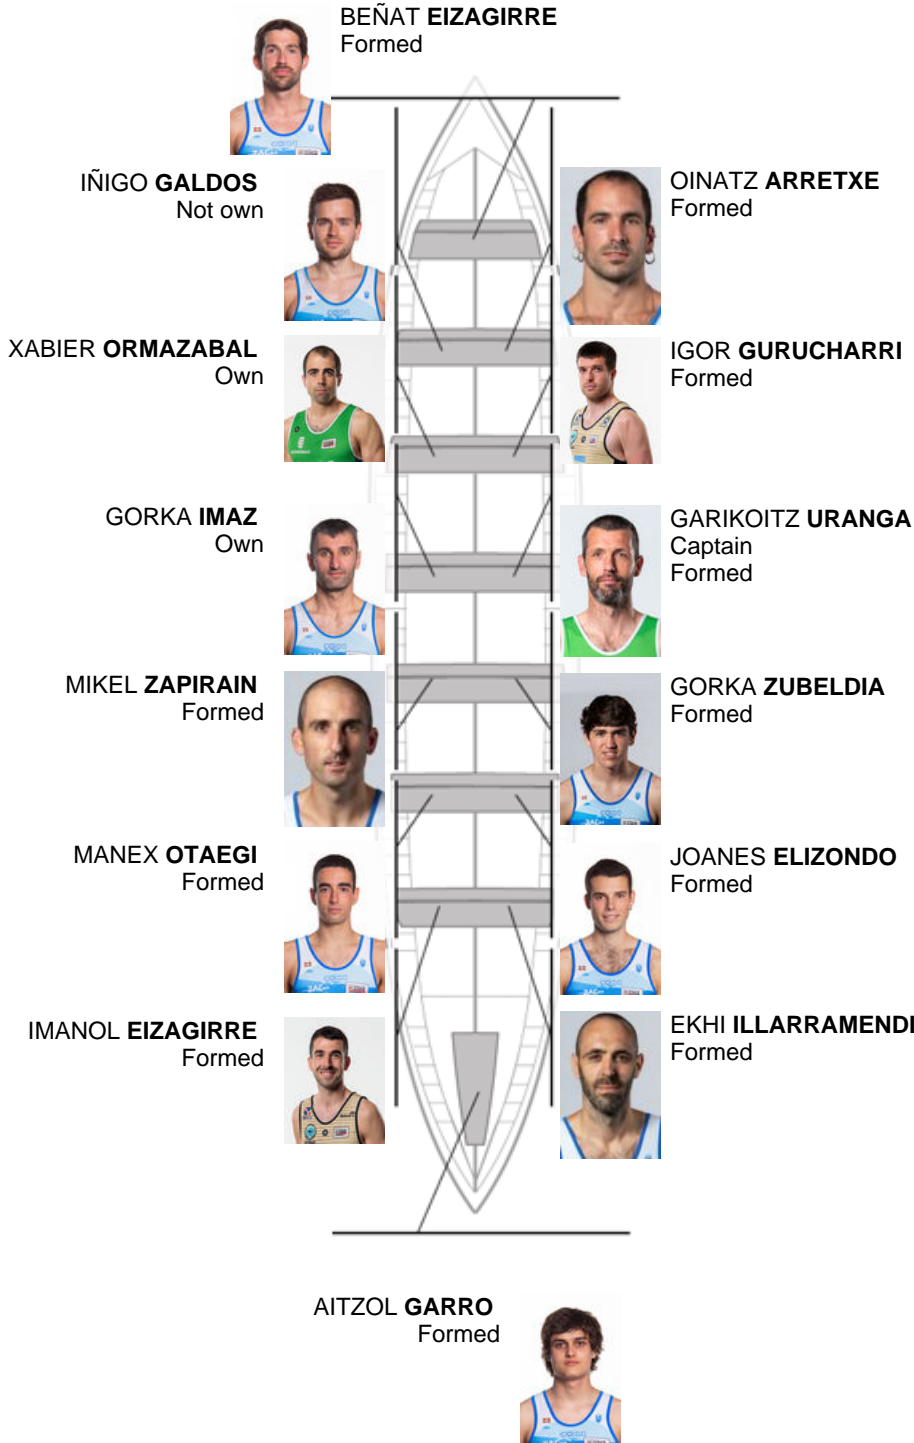 BEÑAT EIZAGIRRE
Formed
IÑIGO GALDOS
Not own
OINATZ ARRETXE
Formed
XABIER ORMAZABAL
Own
IGOR GURUCHARRI
Formed
GORKA IMAZ
Own
GARIKOITZ URANGA
Captain
Formed
MIKEL ZAPIRAIN
Formed
GORKA ZUBELDIA
Formed
MANEX OTAEGI
Formed
JOANES ELIZONDO
Formed
IMANOL EIZAGIRRE
Formed
EKHI ILLARRAMENDI
Formed
AITZOL GARRO
Formed